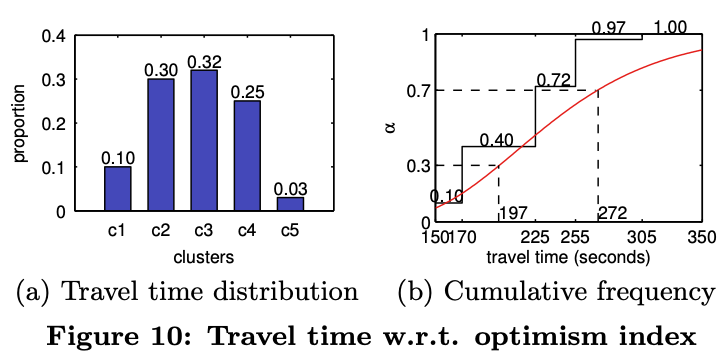 0.4
0.3
0.2
0.1
0
proportion
0.10
0.30
0.32
0.25
0.03
c1 c2 c3 c4 c5
clusters
(a) Travel time distribution
1
0.7
0.3
0
α
0.10
0.40
0.72
0.97
1.00
197
272
150 170 225 255 305 350
travel time (seconds)
(b) Cumulative frequency
Figure 10: Travel time w.r.t. optimism index